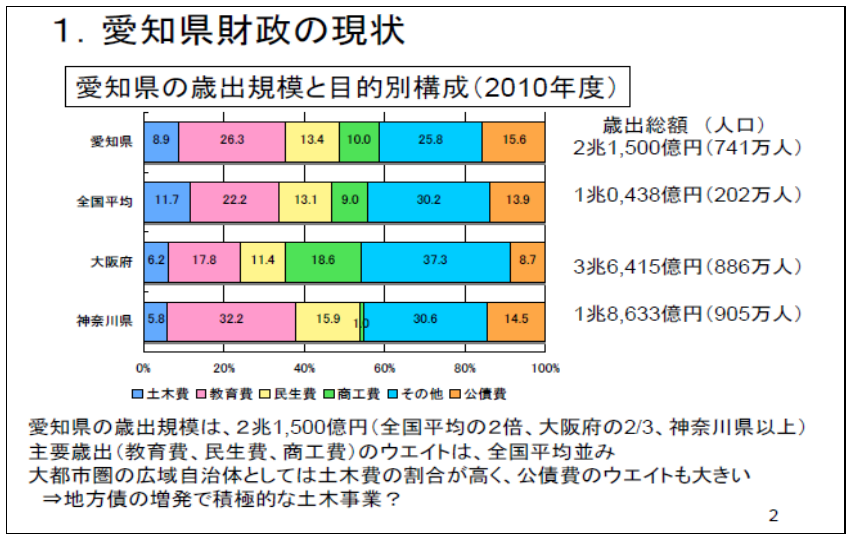 １．愛知県財政の現状
愛知県の歳出規模と目的別構成（2010年度）
歳出総額　（人口）
愛知県 8.9 26.3 13.4 10.0 25.8 15.6 2兆1,500億円（741万人）
全国平均 11.7 22.2 13.1 9.0 30.2 13.9 1兆0,438億円（202万人）
大阪府 6.2 17.8 11.4 18.6 37.3 8.7 3兆6,415億円（886万人）
神奈川県 5.8 32.2 15.9 1.0 30.6 14.5 1兆8,633億円（905万人）
0% 20% 40% 60% 80% 100%
土木費 教育費 民生費 商工費 その他 公債費
愛知県の歳出規模は、２兆1,500億円（全国平均の２倍、大阪府の2/3、神奈川県以上）
主要歳出（教育費、民生費、商工費）のウエイトは、全国平均並み
大都市圏の広域自治体としては土木費の割合が高く、公債費のウエイトも大きい
⇒地方債の増発で積極的な土木事業？
2